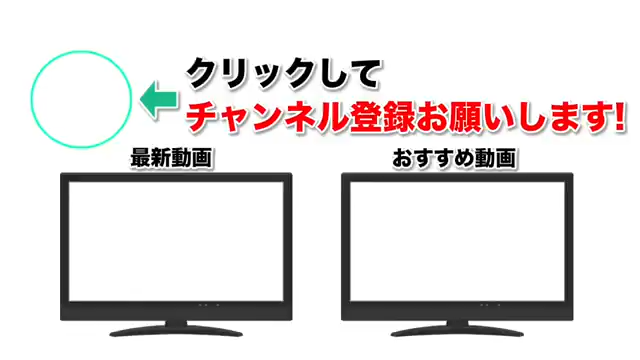 クリックして
チャンネル登録お願いします!
最新動画
おすすめ動画